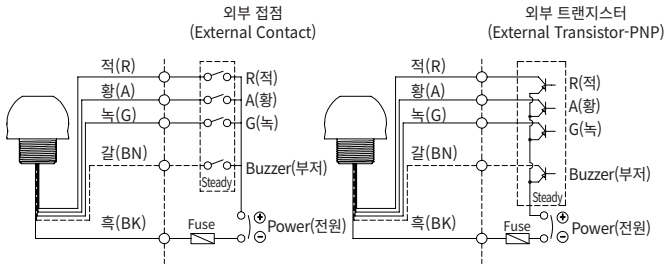 외부 접점
(External Contact)
적(R)
황(A)
녹(G)
갈(BN)
흑(BK)
R(적)
A(황)
G(녹)
Buzzer(부저)
Steady
Fuse
Power(전원)
외부 트랜지스터
(External Transistor-PNP)
적(R)
황(A)
녹(G)
갈(BN)
흑(BK)
R(적)
A(황)
G(녹)
Buzzer(부저)
Steady
Fuse
Power(전원)